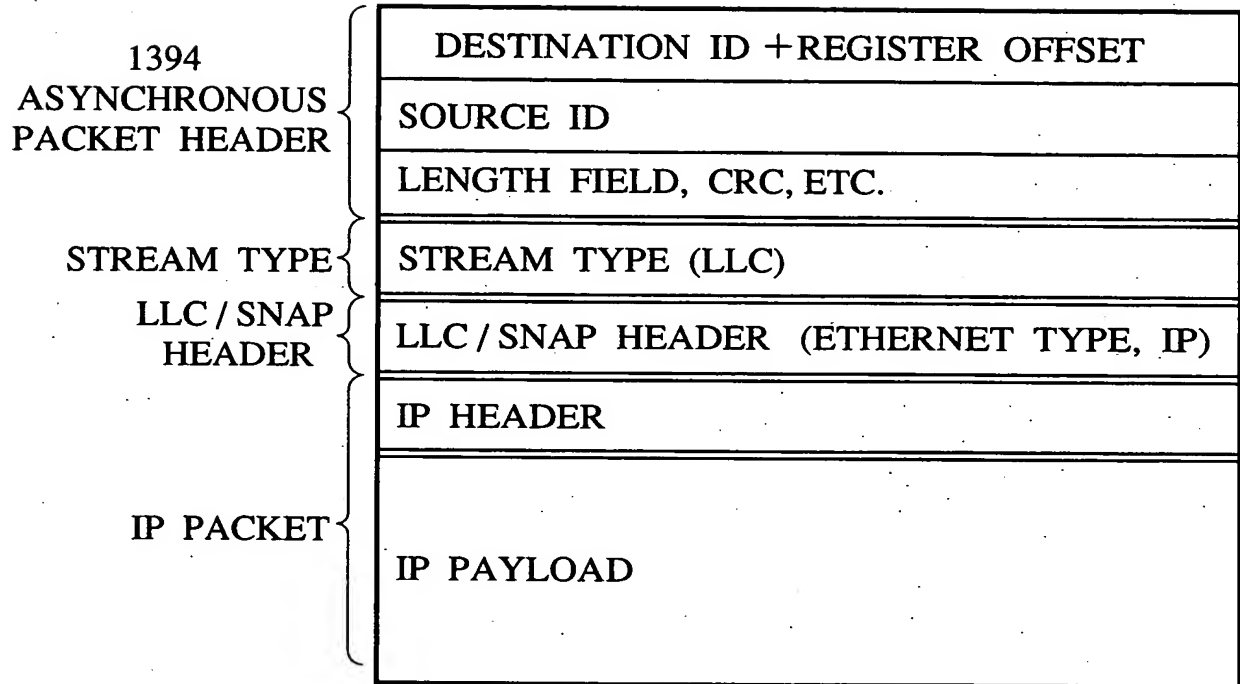 1394
ASYNCHRONOUS
PACKET HEADER
DESTINATION ID +REGISTER OFFSET
SOURCE ID
LENGTH FIELD, CRC, ETC.
STREAM TYPE
STREAM TYPE (LLC)
LLC / SNAP
HEADER
LLC / SNAP HEADER (ETHERNET TYPE, IP)
IP PACKET
IP HEADER
IP PAYLOAD